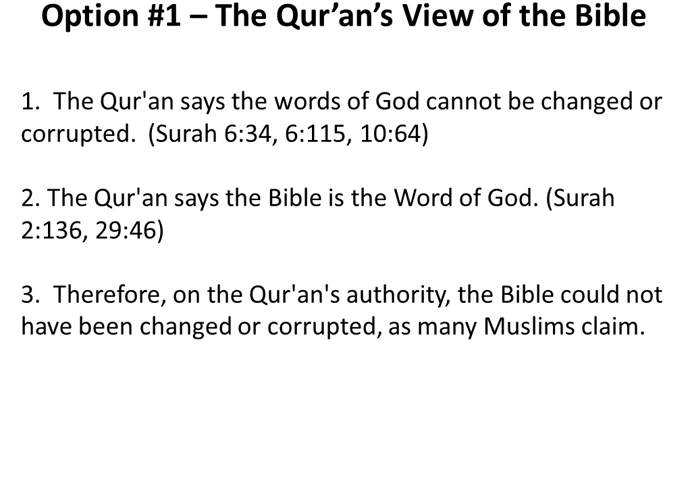 Option #1 – The Qur’an’s View of the Bible
1.  The Qur'an says the words of God cannot be changed or
corrupted.  (Surah 6:34, 6:115, 10:64)
2. The Qur'an says the Bible is the Word of God. (Surah
2:136, 29:46)
3.  Therefore, on the Qur'an's authority, the Bible could not
have been changed or corrupted, as many Muslims claim.